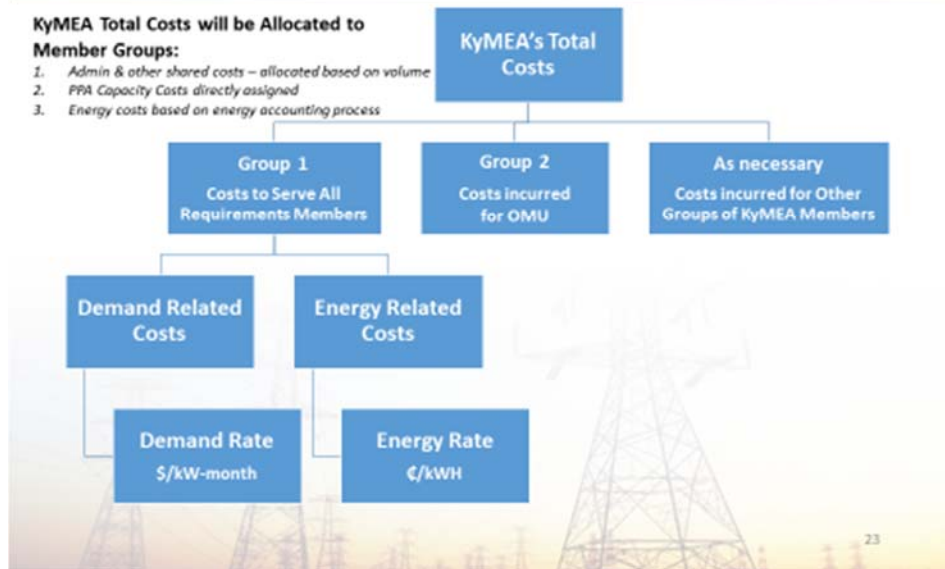 KyMEA Total Costs will be Allocated to
Member Groups:
1. Admin & other shared costs – allocated based on volume
2. PPA Capacity Costs directly assigned
3. Energy costs based on energy accounting process
KyMEA's Total
Costs
Group 1
Costs to Serve All
Requirements Members
Group 2
Costs incurred
for OMU
As necessary
Costs incurred for Other
Groups of KyMEA Members
Demand Related
Costs
Energy Related
Costs
Demand Rate
$/kW-month
Energy Rate
₵/kWH
23